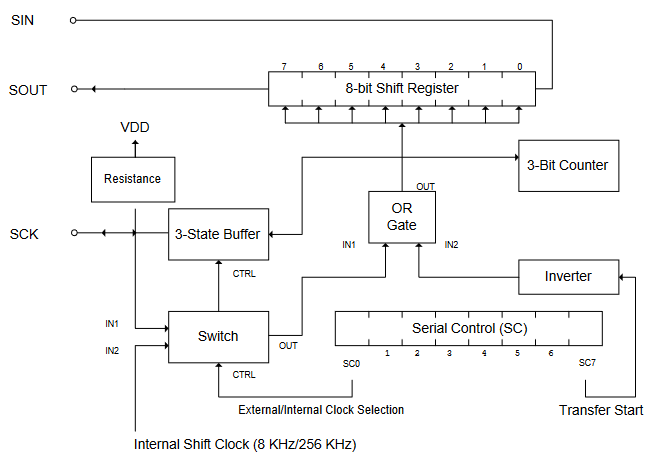 SIN
7 6 5 4 3 2 1 0
SOUT
8-bit Shift Register
VDD
3-Bit Counter
Resistance
OUT
OR
Gate
SCK
3-State Buffer
IN1
IN2
CTRL
Inverter
IN1
Switch
Serial Control (SC)
OUT
IN2
1 2 3 4 5 6
SC0
SC7
CTRL
External/Internal Clock Selection
Transfer Start
Internal Shift Clock (8 KHz/256 KHz)